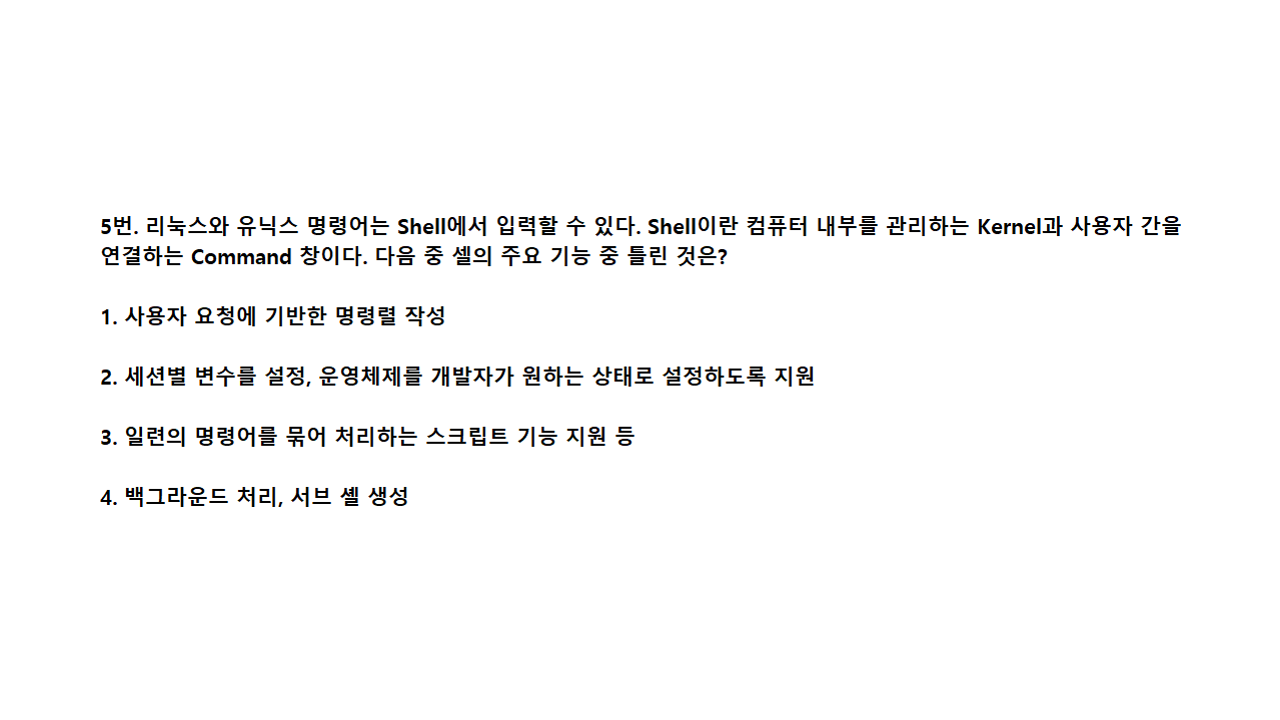 5번. 리눅스와 유닉스 명령어는 Shell에서 입력할 수 있다. Shell이란 컴퓨터 내부를 관리하는 Kernel과 사용자 간을
연결하는 Command 창이다. 다음 중 셸의 주요 기능 중 틀린 것은?
1. 사용자 요청에 기반한 명령렬 작성
2. 세션별 변수를 설정, 운영체제를 개발자가 원하는 상태로 설정하도록 지원
3. 일련의 명령어를 묶어 처리하는 스크립트 기능 지원 등
4. 백그라운드 처리, 서브 셸 생성